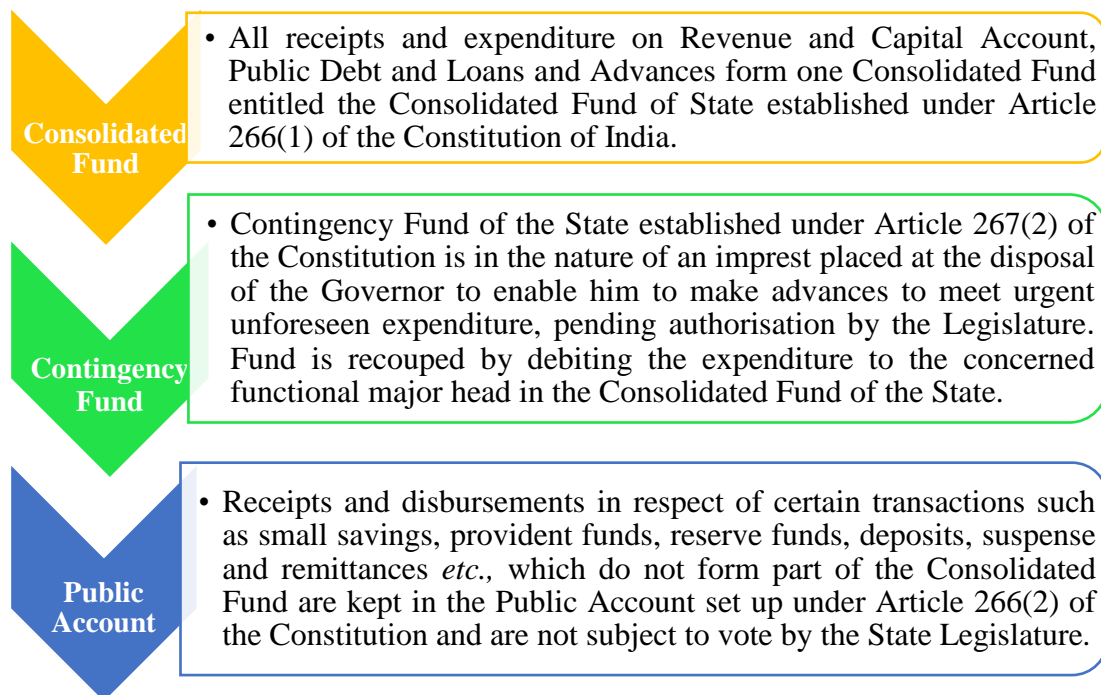 Consolidated
Fund
• All receipts and expenditure on Revenue and Capital Account,
Public Debt and Loans and Advances form one Consolidated Fund
entitled the Consolidated Fund of State established under Article
266(1) of the Constitution of India.
Contingency
Fund
• Contingency Fund of the State established under Article 267(2) of
the Constitution is in the nature of an imprest placed at the disposal
of the Governor to enable him to make advances to meet urgent
unforeseen expenditure, pending authorisation by the Legislature.
Fund is recouped by debiting the expenditure to the concerned
functional major head in the Consolidated Fund of the State.
Public
Account
• Receipts and disbursements in respect of certain transactions such
as small savings, provident funds, reserve funds, deposits, suspense
and remittances etc., which do not form part of the Consolidated
Fund are kept in the Public Account set up under Article 266(2) of
the Constitution and are not subject to vote by the State Legislature.